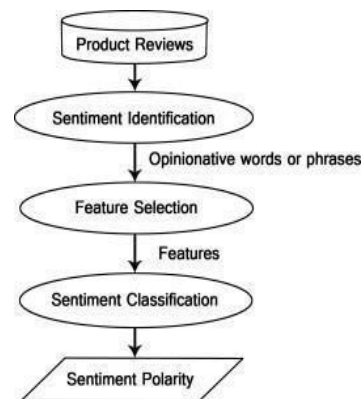 Product Reviews
Sentiment Identification
Opinionative words or phrases
Feature Selection
Features
Sentiment Classification
Sentiment Polarity